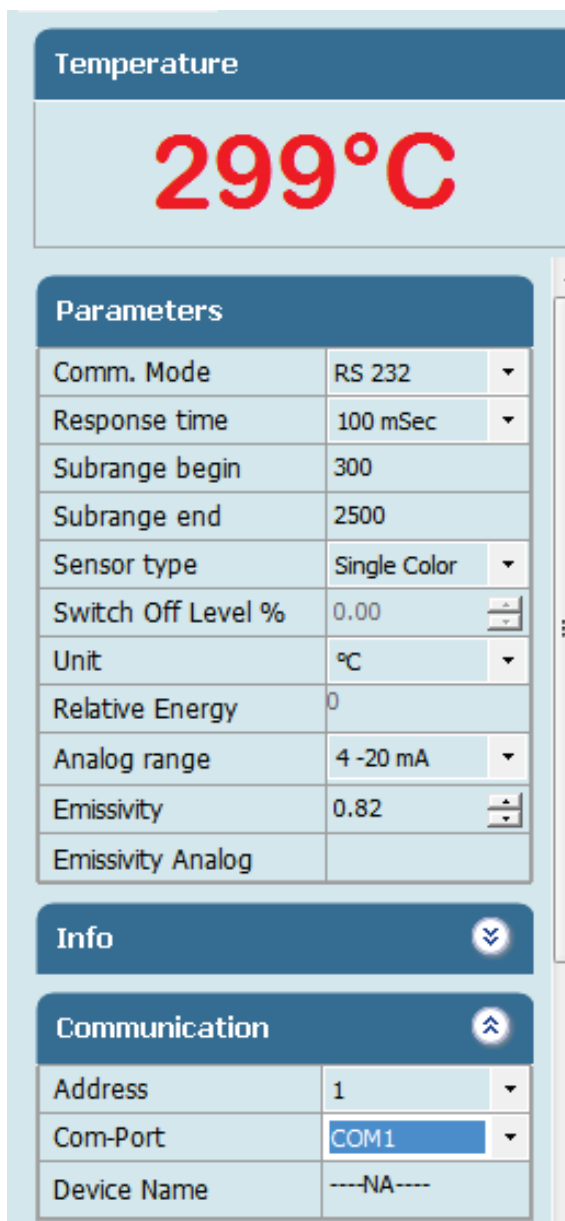 Temperature
299°C
Parameters
Comm. Mode RS 232
Response time 100 mSec
Subrange begin 300
Subrange end 2500
Sensor type Single Color
Switch Off Level % 0.00
Unit °C
Relative Energy 0
Analog range 4 -20 mA
Emissivity 0.82
Emissivity Analog
Info
Communication
Address 1
Com-Port COM1
Device Name ----NA----